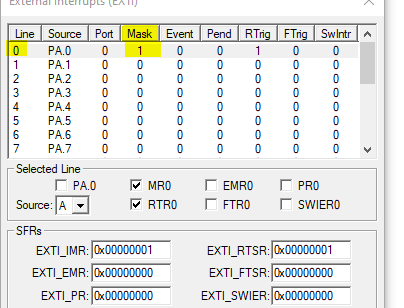 External Interrupts (EXTI)
Line Source Port Mask Event Pend RTrig FTrig SwIntr
0 PA.0 0 1 0 0 1 0 0
1 PA.1 0 0 0 0 0 0 0
2 PA.2 0 0 0 0 0 0 0
3 PA.3 0 0 0 0 0 0 0
4 PA.4 0 0 0 0 0 0 0
5 PA.5 0 0 0 0 0 0 0
6 PA.6 0 0 0 0 0 0 0
7 PA.7 0 0 0 0 0 0 0
Selected Line
PA.0 MR0 EMR0 PR0
Source: A RTR0 FTR0 SWIER0
SFRs
EXTI_IMR: 0x00000001 EXTI_RTSR: 0x00000001
EXTI_EMR: 0x00000000 EXTI_FTSR: 0x00000000
EXTI_PR: 0x00000000 EXTI_SWIER: 0x00000000